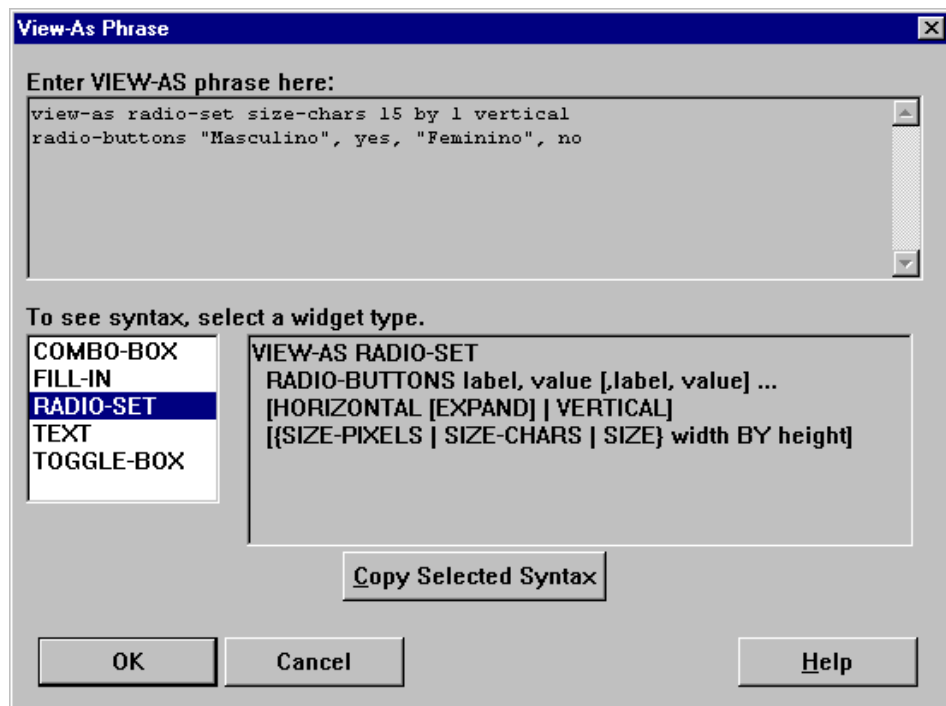 View-As Phrase
Enter VIEW-AS phrase here:
view-as radio-set size-chars 15 by 1 vertical
radio-buttons "Masculino", yes, "Feminino", no
To see syntax, select a widget type.
COMBO-BOX
FILL-IN
RADIO-SET
TEXT
TOGGLE-BOX
VIEW-AS RADIO-SET
RADIO-BUTTONS label, value [,label, value] ...
[HORIZONTAL [EXPAND] | VERTICAL]
[{SIZE-PIXELS | SIZE-CHARS | SIZE} width BY height]
Copy Selected Syntax
OK
Cancel
Help